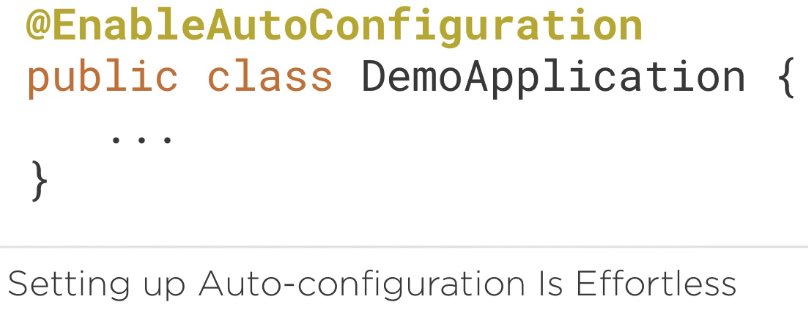 @EnableAutoConfiguration
public class DemoApplication {
...
}
Setting up Auto-configuration Is Effortless